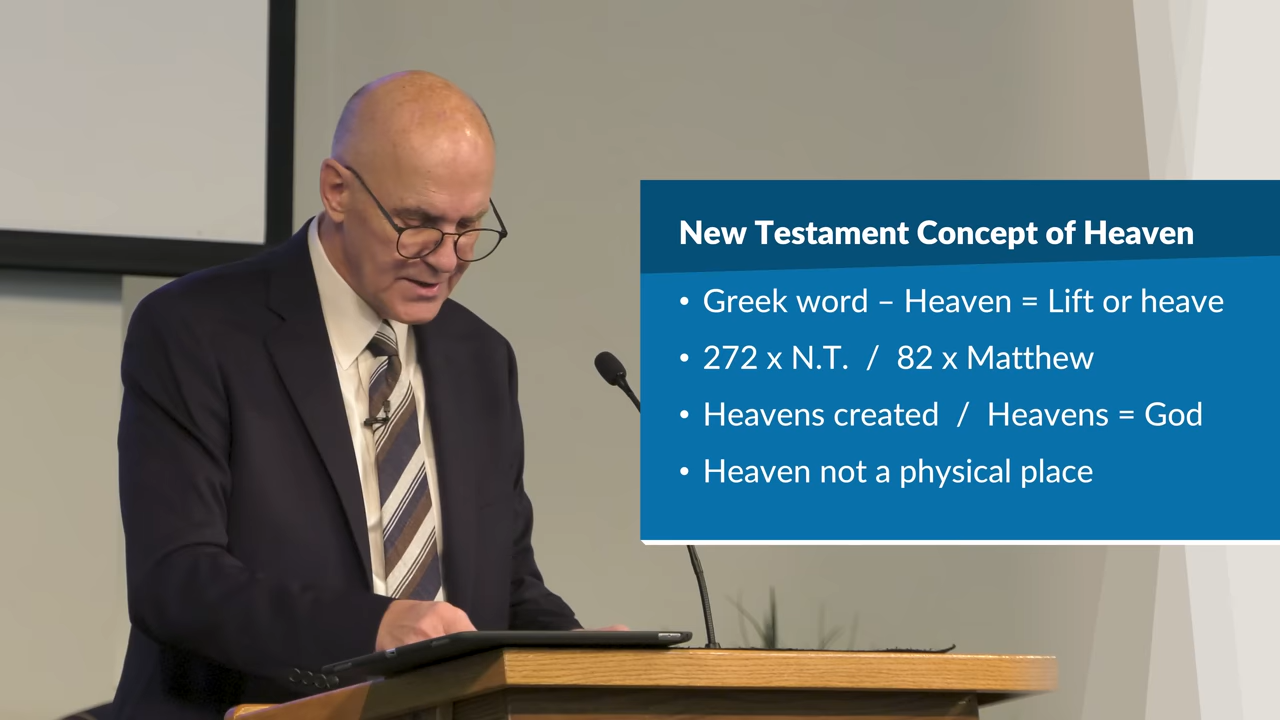 New Testament Concept of Heaven
• Greek word – Heaven = Lift or heave
• 272 x N.T. / 82 x Matthew
• Heavens created / Heavens = God
• Heaven not a physical place